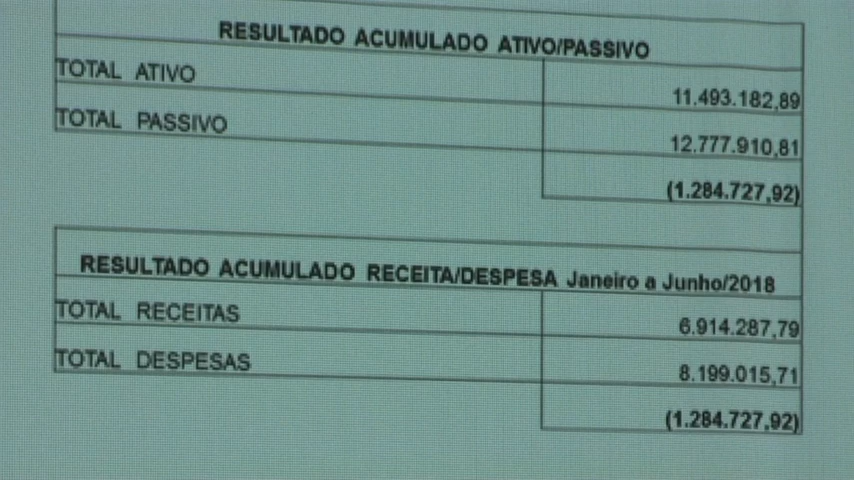 RESULTADO ACUMULADO ATIVO/PASSIVO
TOTAL ATIVO 11.493.182,89
TOTAL PASSIVO 12.777.910,81
(1.284.727,92)
RESULTADO ACUMULADO RECEITA/DESPESA Janeiro a Junho/2018
TOTAL RECEITAS 6.914.287,79
TOTAL DESPESAS 8.199.015,71
(1.284.727,92)